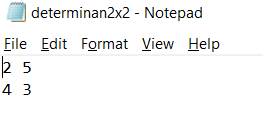 determinan2x2 - Notepad
File Edit Format View Help
2 5
4 3